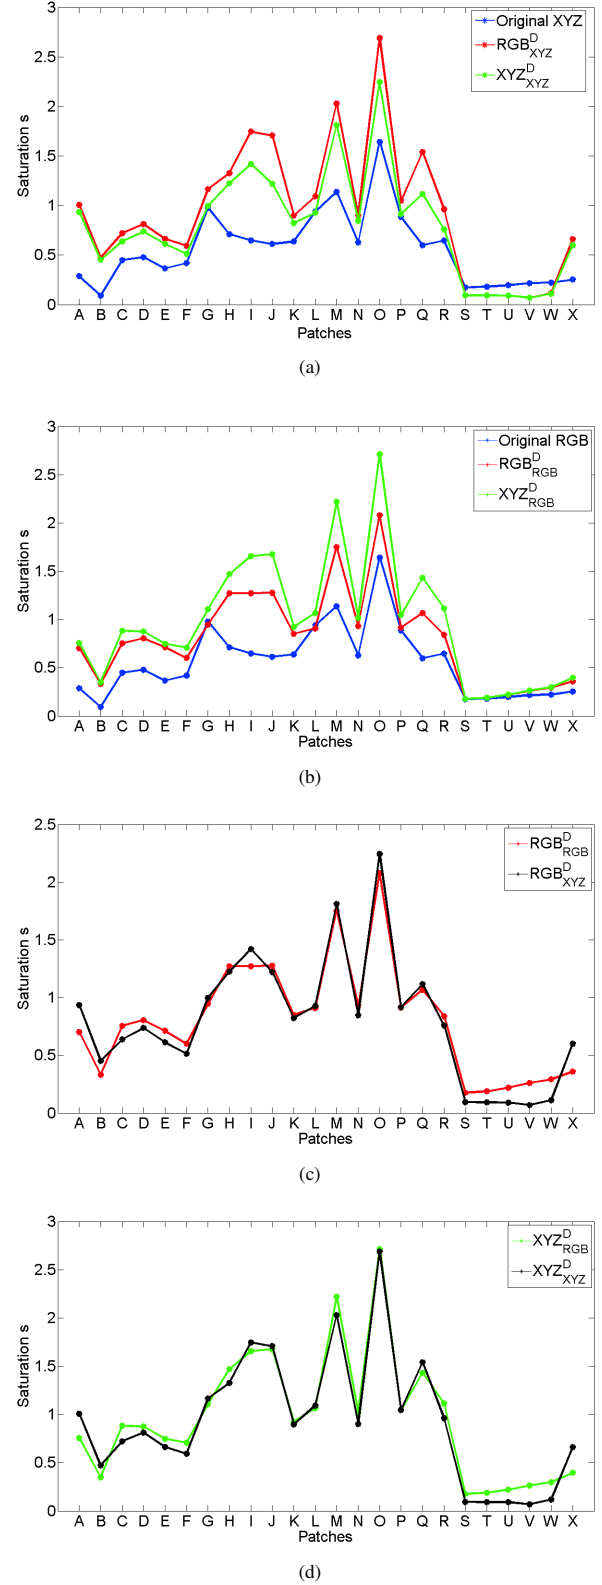 3
2.5
2
1.5
1
0.5
0
Saturation s
Original XYZ
RGB^D_XYZ
XYZ^D_XYZ
A B C D E F G H I J K L M N O P Q R S T U V W X
Patches
(a)
3
2.5
2
1.5
1
0.5
0
Saturation s
Original RGB
RGB^D_RGB
XYZ^D_RGB
A B C D E F G H I J K L M N O P Q R S T U V W X
Patches
(b)
2.5
2
1.5
1
0.5
0
Saturation s
RGB^D_RGB
RGB^D_XYZ
A B C D E F G H I J K L M N O P Q R S T U V W X
Patches
(c)
3
2.5
2
1.5
1
0.5
0
Saturation s
XYZ^D_RGB
XYZ^D_XYZ
A B C D E F G H I J K L M N O P Q R S T U V W X
Patches
(d)